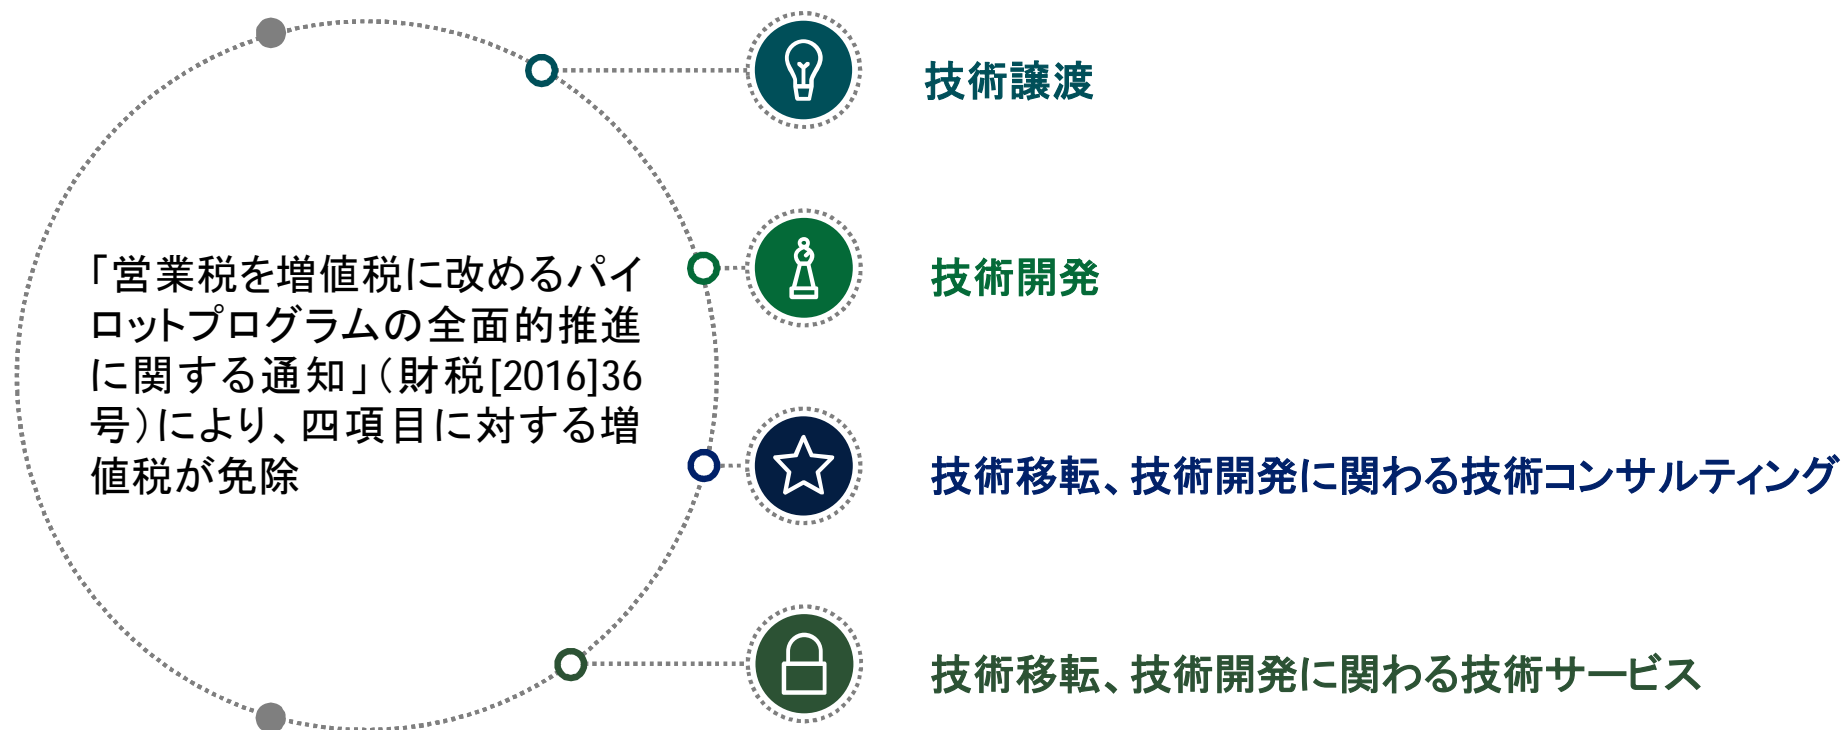 技術譲渡
技術開発
「営業税を増値税に改めるパイ
ロットプログラムの全面的推進
に関する通知」（財税[2016]36
号）により、四項目に対する増
値税が免除
技術移転、技術開発に関わる技術コンサルティング
技術移転、技術開発に関わる技術サービス